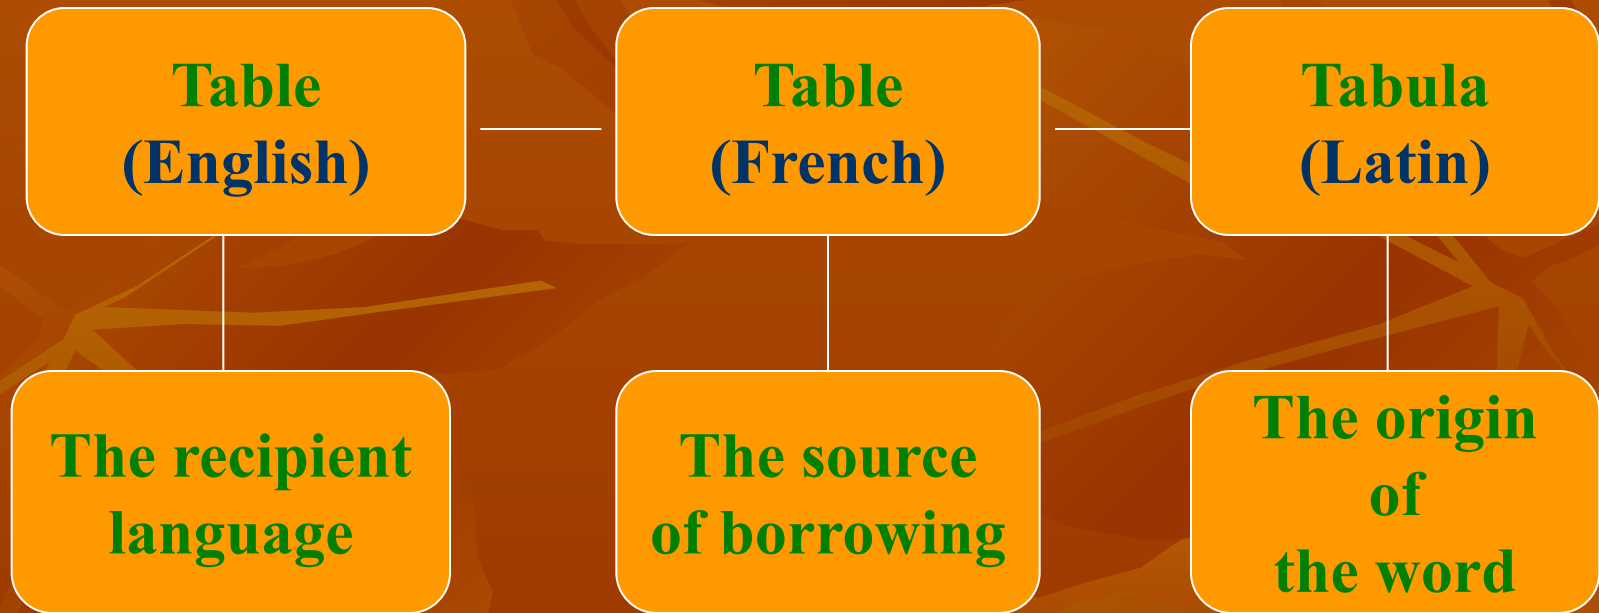 Table
(English)
Table
(French)
Tabula
(Latin)
The recipient
language
The source
of borrowing
The origin
of
the word